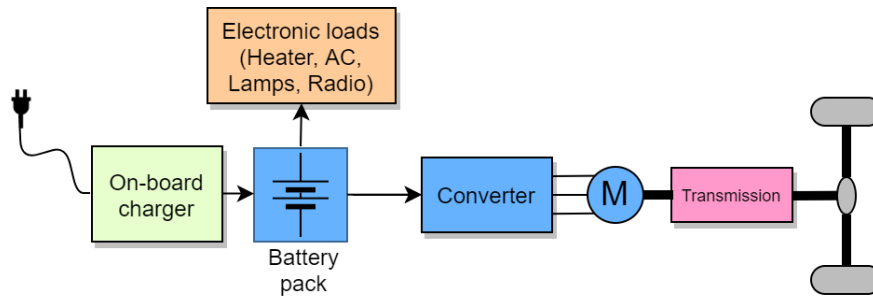 Electronic loads
(Heater, AC,
Lamps, Radio)
On-board
charger
Battery
pack
Converter
M
Transmission